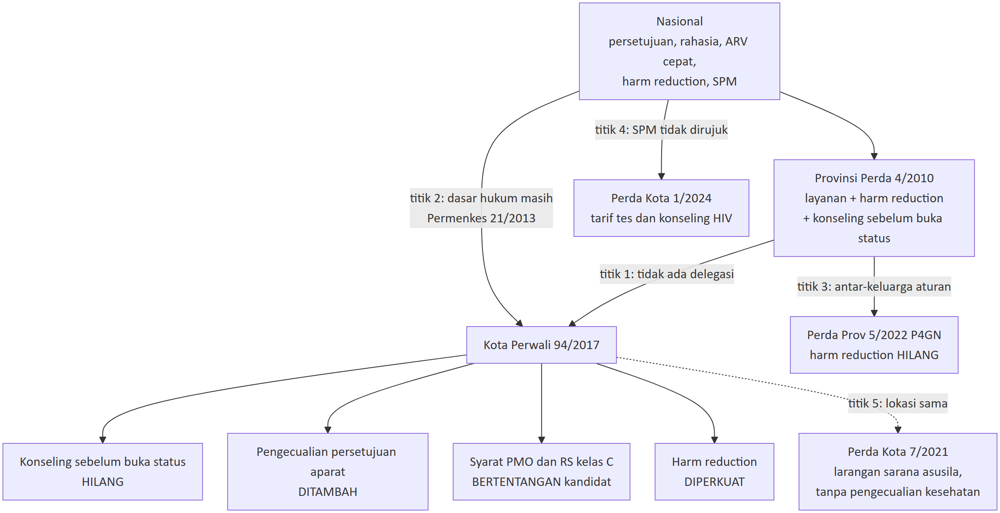 Nasional
persetujuan, rahasia, ARV
cepat,
harm reduction, SPM
titik 4: SPM tidak dirujuk
titik 2: dasar hukum masih
Permenkes 21/2013
Perda Kota 1/2024
tarif tes dan konseling HIV
Provinsi Perda 4/2010
layanan + harm reduction
+ konseling sebelum buka
status
titik 1: tidak ada delegasi
titik 3: antar-keluarga aturan
Kota Perwali 94/2017
Perda Prov 5/2022 P4GN
harm reduction HILANG
titik 5: lokasi sama
Konseling sebelum buka status
HILANG
Pengecualian persetujuan
aparat
DITAMBAH
Syarat PMO dan RS kelas C
BERTENTANGAN kandidat
Harm reduction
DIPERKUAT
Perda Kota 7/2021
larangan sarana asusila,
tanpa pengecualian kesehatan